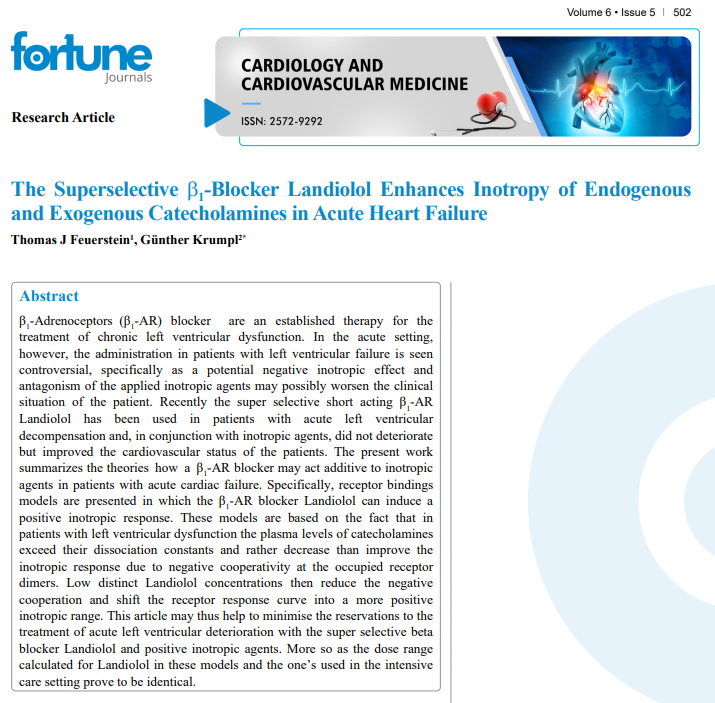 Volume 6 • Issue 5 | 502
fortune
Journals
CARDIOLOGY AND
CARDIOVASCULAR MEDICINE
ISSN: 2572-9292
Research Article
The Superselective β₁-Blocker Landiolol Enhances Inotropy of Endogenous
and Exogenous Catecholamines in Acute Heart Failure
Thomas J Feuerstein¹, Günther Krumpl²*
Abstract
β₁-Adrenoceptors (β₁-AR) blocker are an established therapy for the
treatment of chronic left ventricular dysfunction. In the acute setting,
however, the administration in patients with left ventricular failure is seen
controversial, specifically as a potential negative inotropic effect and
antagonism of the applied inotropic agents may possibly worsen the clinical
situation of the patient. Recently the super selective short acting β₁-AR
Landiolol has been used in patients with acute left ventricular
decompensation and, in conjunction with inotropic agents, did not deteriorate
but improved the cardiovascular status of the patients. The present work
summarizes the theories how a β₁-AR blocker may act additive to inotropic
agents in patients with acute cardiac failure. Specifically, receptor bindings
models are presented in which the β₁-AR blocker Landiolol can induce a
positive inotropic response. These models are based on the fact that in
patients with left ventricular dysfunction the plasma levels of catecholamines
exceed their dissociation constants and rather decrease than improve the
inotropic response due to negative cooperativity at the occupied receptor
dimers. Low distinct Landiolol concentrations then reduce the negative
cooperation and shift the receptor response curve into a more positive
inotropic range. This article may thus help to minimise the reservations to the
treatment of acute left ventricular deterioration with the super selective beta
blocker Landiolol and positive inotropic agents. More so as the dose range
calculated for Landiolol in these models and the one's used in the intensive
care setting prove to be identical.